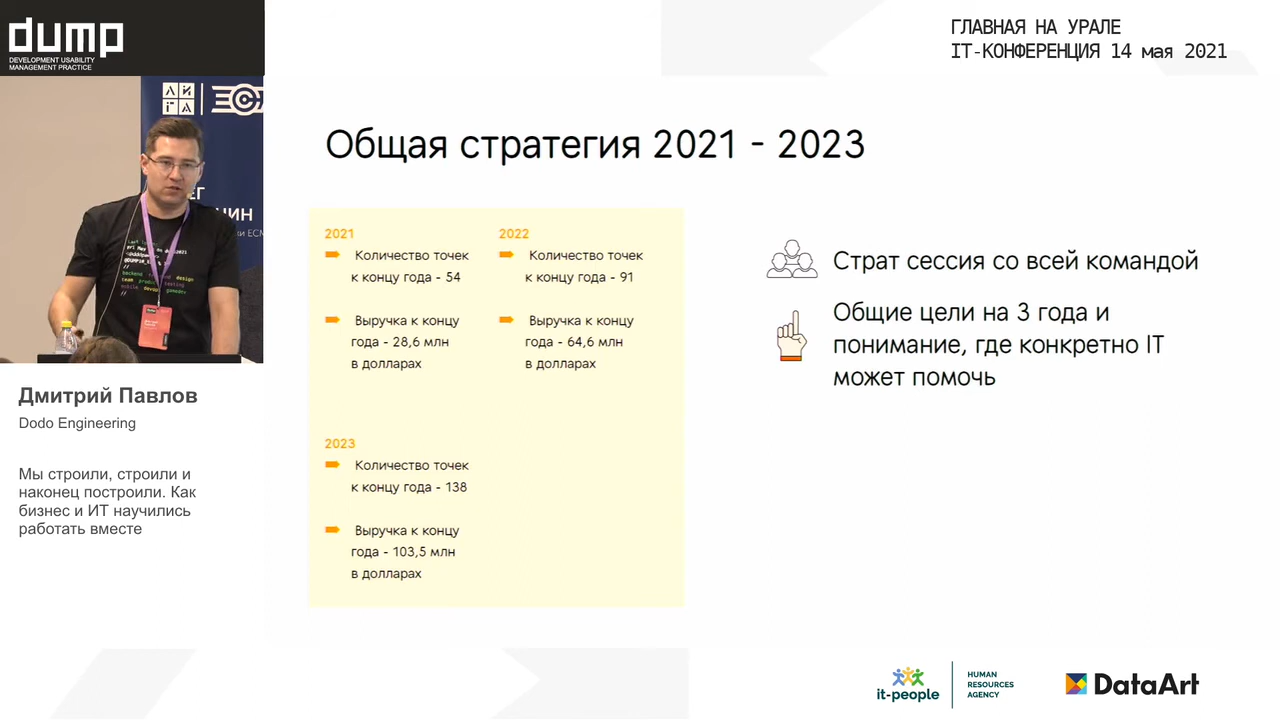 dump
DEVELOPMENT USABILITY
MANAGEMENT PRACTICE
ГЛАВНАЯ НА УРАЛЕ
IT-КОНФЕРЕНЦИЯ 14 мая 2021
ЛИГА
Дмитрий Павлов
Dodo Engineering
Мы строили, строили и
наконец построили. Как
бизнес и ИТ научились
работать вместе
Общая стратегия 2021 - 2023
2021
Количество точек
к концу года - 54
Выручка к концу
года - 28,6 млн
в долларах
2022
Количество точек
к концу года - 91
Выручка к концу
года - 64,6 млн
в долларах
2023
Количество точек
к концу года - 138
Выручка к концу
года - 103,5 млн
в долларах
Страт сессия со всей командой
Общие цели на 3 года и
понимание, где конкретно IT
может помочь
it-people
HUMAN
RESOURCES
AGENCY
DataArt